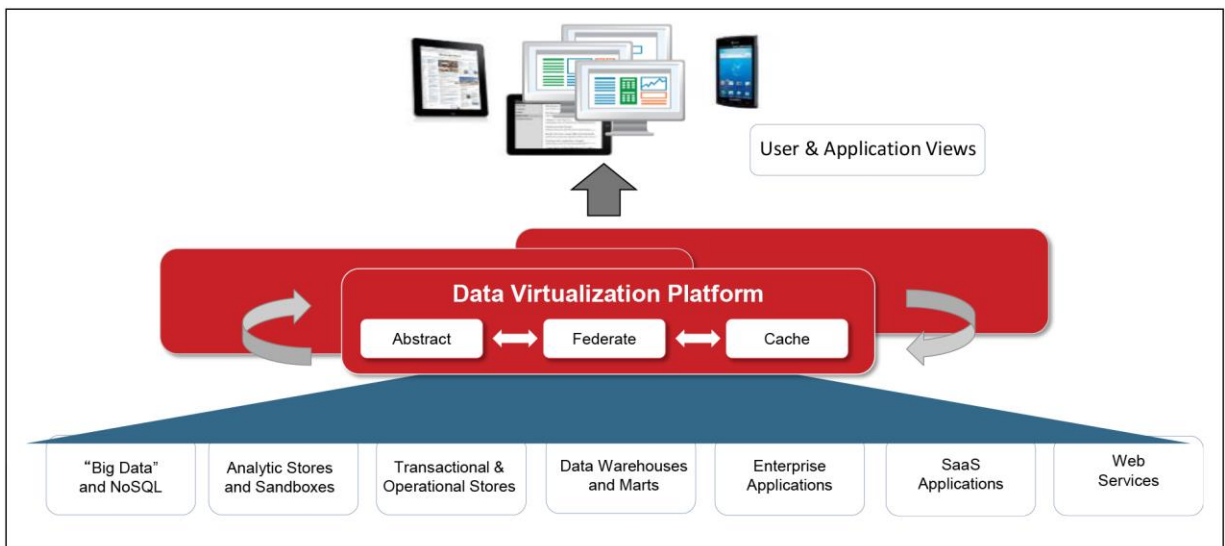 User & Application Views
Data Virtualization Platform
Abstract
Federate
Cache
“Big Data”
and NoSQL
Analytic Stores
and Sandboxes
Transactional &
Operational Stores
Data Warehouses
and Marts
Enterprise
Applications
SaaS
Applications
Web
Services